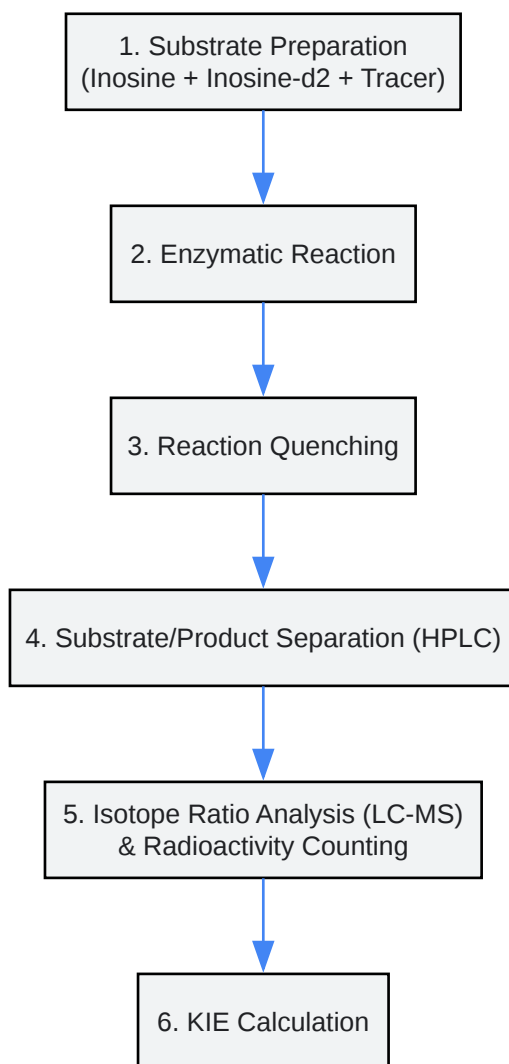 1. Substrate Preparation
(Inosine + Inosine-d2 + Tracer)
2. Enzymatic Reaction
3. Reaction Quenching
4. Substrate/Product Separation (HPLC)
5. Isotope Ratio Analysis (LC-MS)
& Radioactivity Counting
6. KIE Calculation